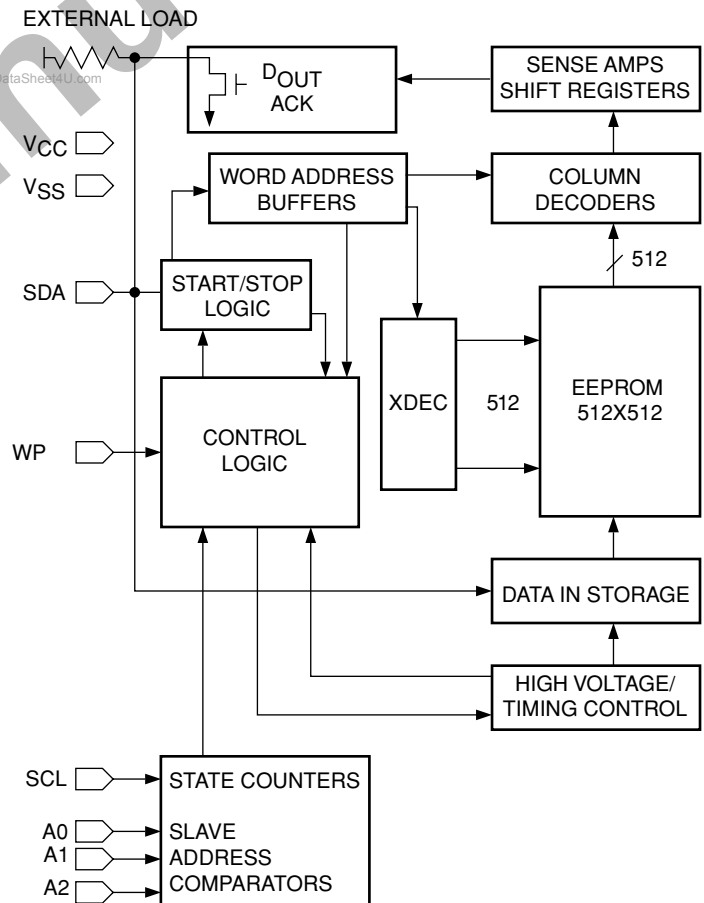 EXTERNAL LOAD
DataSheet4U.com
DOUT
ACK
SENSE AMPS
SHIFT REGISTERS
VCC
VSS
WORD ADDRESS
BUFFERS
COLUMN
DECODERS
512
SDA
START/STOP
LOGIC
XDEC
512
EEPROM
512X512
WP
CONTROL
LOGIC
DATA IN STORAGE
HIGH VOLTAGE/
TIMING CONTROL
SCL
STATE COUNTERS
A0
SLAVE
A1
ADDRESS
A2
COMPARATORS